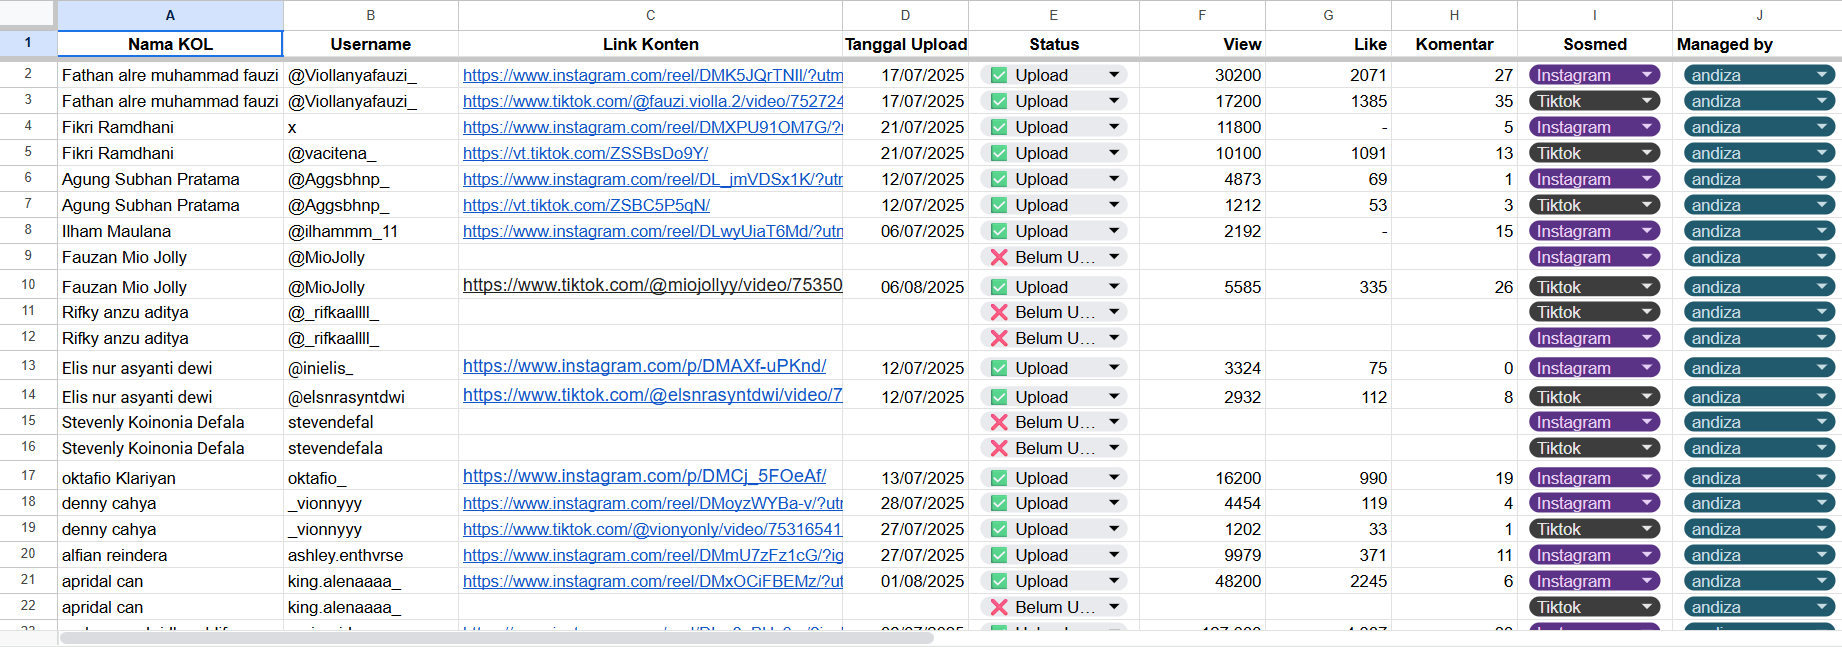 A B C D E F G H I J
1 Nama KOL Username Link Konten Tanggal Upload Status View Like Komentar Sosmed Managed by
2 Fathan alre muhammad fauzi @Viollanyafauzi_ https://www.instagram.com/reel/DMK5JQrTNII/?utm 17/07/2025 ✅ Upload 30200 2071 27 Instagram andiza
3 Fathan alre muhammad fauzi @Viollanyafauzi_ https://www.tiktok.com/@fauzi.violla.2/video/752724 17/07/2025 ✅ Upload 17200 1385 35 Tiktok andiza
4 Fikri Ramdhani x https://www.instagram.com/reel/DMXPU91OM7G/?u 21/07/2025 ✅ Upload 11800 - 5 Instagram andiza
5 Fikri Ramdhani @vacitena_ https://vt.tiktok.com/ZSSBsDo9Y/ 21/07/2025 ✅ Upload 10100 1091 13 Tiktok andiza
6 Agung Subhan Pratama @Aggsbhnp_ https://www.instagram.com/reel/DL_jmVDSx1K/?utm 12/07/2025 ✅ Upload 4873 69 1 Instagram andiza
7 Agung Subhan Pratama @Aggsbhnp_ https://vt.tiktok.com/ZSBC5P5qN/ 12/07/2025 ✅ Upload 1212 53 3 Tiktok andiza
8 Ilham Maulana @ilhammm_11 https://www.instagram.com/reel/DLwyUiaT6Md/?utm 06/07/2025 ✅ Upload 2192 - 15 Instagram andiza
9 Fauzan Mio Jolly @MioJolly ❌ Belum U... Instagram andiza
10 Fauzan Mio Jolly @MioJolly https://www.tiktok.com/@miojollyy/video/75350 06/08/2025 ✅ Upload 5585 335 26 Tiktok andiza
11 Rifky anzu aditya @_rifkaallll_ ❌ Belum U... Tiktok andiza
12 Rifky anzu aditya @_rifkaallll_ ❌ Belum U... Instagram andiza
13 Elis nur asyanti dewi @inielis_ https://www.instagram.com/p/DMAXf-uPKnd/ 12/07/2025 ✅ Upload 3324 75 0 Instagram andiza
14 Elis nur asyanti dewi @elsnrasyntdwi https://www.tiktok.com/@elsnrasyntdwi/video/7 12/07/2025 ✅ Upload 2932 112 8 Tiktok andiza
15 Stevenly Koinonia Defala stevendefal ❌ Belum U... Instagram andiza
16 Stevenly Koinonia Defala stevendefala ❌ Belum U... Tiktok andiza
17 oktafio Klariyan oktafio_ https://www.instagram.com/p/DMCj_5FOeAf/ 13/07/2025 ✅ Upload 16200 990 19 Instagram andiza
18 denny cahya _vionnyyy https://www.instagram.com/reel/DMoyzWYBa-v/?utm 28/07/2025 ✅ Upload 4454 119 4 Instagram andiza
19 denny cahya _vionnyyy https://www.tiktok.com/@vionyonly/video/75316541 27/07/2025 ✅ Upload 1202 33 1 Tiktok andiza
20 alfian reindera ashley.enthvrse https://www.instagram.com/reel/DMmU7zFz1cG/?ig 27/07/2025 ✅ Upload 9979 371 11 Instagram andiza
21 apridal can king.alenaaaa_ https://www.instagram.com/reel/DMxOCiFBEMz/?ut 01/08/2025 ✅ Upload 48200 2245 6 Instagram andiza
22 apridal can king.alenaaaa_ ❌ Belum U... Tiktok andiza